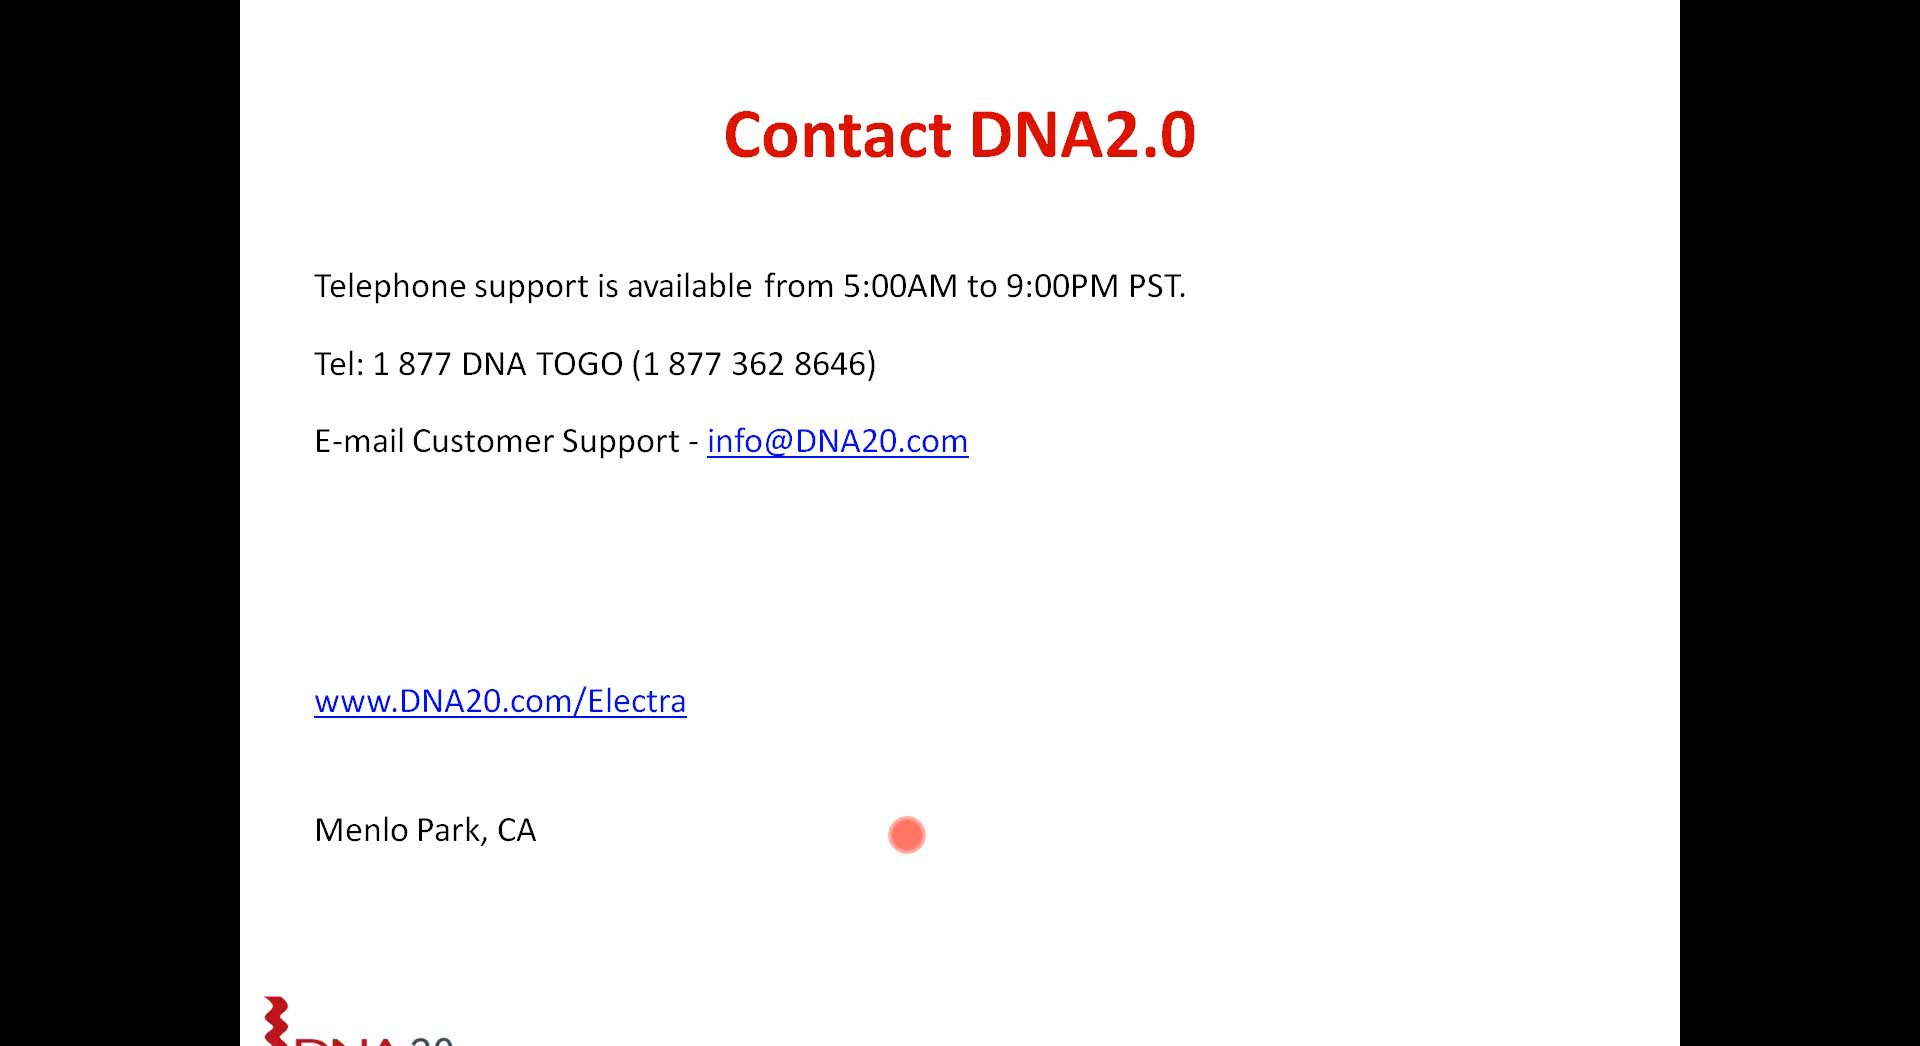 Contact DNA2.0
Telephone support is available from 5:00AM to 9:00PM PST.
Tel: 1 877 DNA TOGO (1 877 362 8646)
E-mail Customer Support - info@DNA20.com
www.DNA20.com/Electra
Menlo Park, CA
DNA20